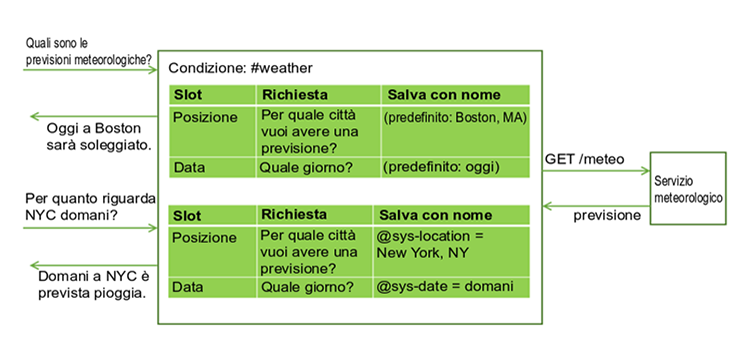 Quali sono le
previsioni meteorologiche?
Condizione: #weather
Slot Richiesta Salva con nome
Posizione Per quale città
vuoi avere una
previsione? (predefinito: Boston, MA)
Data Quale giorno? (predefinito: oggi)
Oggi a Boston
sarà soleggiato.
GET /meteo
Servizio
meteorologico
previsione
Per quanto riguarda
NYC domani?
Slot Richiesta Salva con nome
Posizione Per quale città
vuoi avere una
previsione? @sys-location =
New York, NY
Data Quale giorno? @sys-date = domani
Domani a NYC è
prevista pioggia.